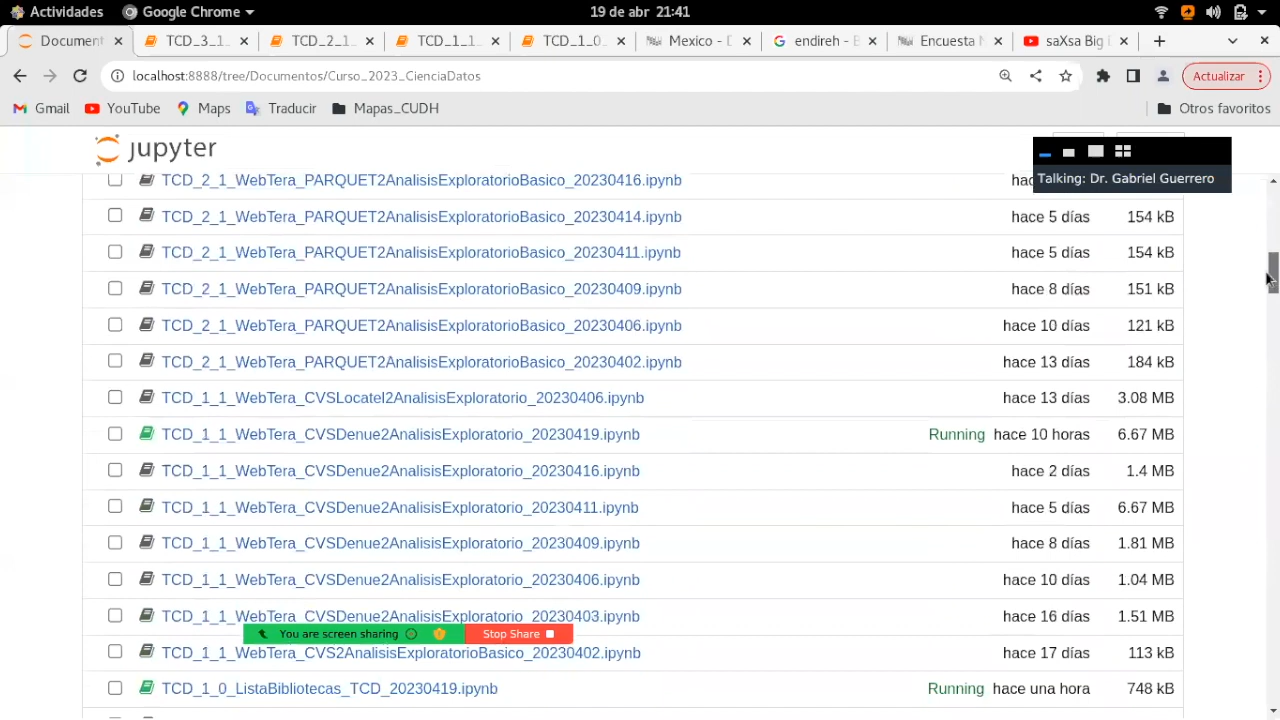 Actividades Google Chrome 19 de abr 21:41
Document TCD_3_1 TCD_2_1 TCD_1_1 TCD_1_0 Mexico - D endireh - B Encuesta N saXsa Big D
localhost:8888/tree/Documentos/Curso_2023_CienciaDatos Actualizar
Gmail YouTube Maps Traducir Mapas_CUDH Otros favoritos
jupyter
Talking: Dr. Gabriel Guerrero
TCD_2_1_WebTera_PARQUET2AnalisisExploratorioBasico_20230416.ipynb hac
TCD_2_1_WebTera_PARQUET2AnalisisExploratorioBasico_20230414.ipynb hace 5 días 154 kB
TCD_2_1_WebTera_PARQUET2AnalisisExploratorioBasico_20230411.ipynb hace 5 días 154 kB
TCD_2_1_WebTera_PARQUET2AnalisisExploratorioBasico_20230409.ipynb hace 8 días 151 kB
TCD_2_1_WebTera_PARQUET2AnalisisExploratorioBasico_20230406.ipynb hace 10 días 121 kB
TCD_2_1_WebTera_PARQUET2AnalisisExploratorioBasico_20230402.ipynb hace 13 días 184 kB
TCD_1_1_WebTera_CVSLocatel2AnalisisExploratorio_20230406.ipynb hace 13 días 3.08 MB
TCD_1_1_WebTera_CVSDenue2AnalisisExploratorio_20230419.ipynb Running hace 10 horas 6.67 MB
TCD_1_1_WebTera_CVSDenue2AnalisisExploratorio_20230416.ipynb hace 2 días 1.4 MB
TCD_1_1_WebTera_CVSDenue2AnalisisExploratorio_20230411.ipynb hace 5 días 6.67 MB
TCD_1_1_WebTera_CVSDenue2AnalisisExploratorio_20230409.ipynb hace 8 días 1.81 MB
TCD_1_1_WebTera_CVSDenue2AnalisisExploratorio_20230406.ipynb hace 10 días 1.04 MB
TCD_1_1_WebTera_CVSDenue2AnalisisExploratorio_20230403.ipynb hace 16 días 1.51 MB
You are screen sharing Stop Share
TCD_1_1_WebTera_CVS2AnalisisExploratorioBasico_20230402.ipynb hace 17 días 113 kB
TCD_1_0_ListaBibliotecas_TCD_20230419.ipynb Running hace una hora 748 kB